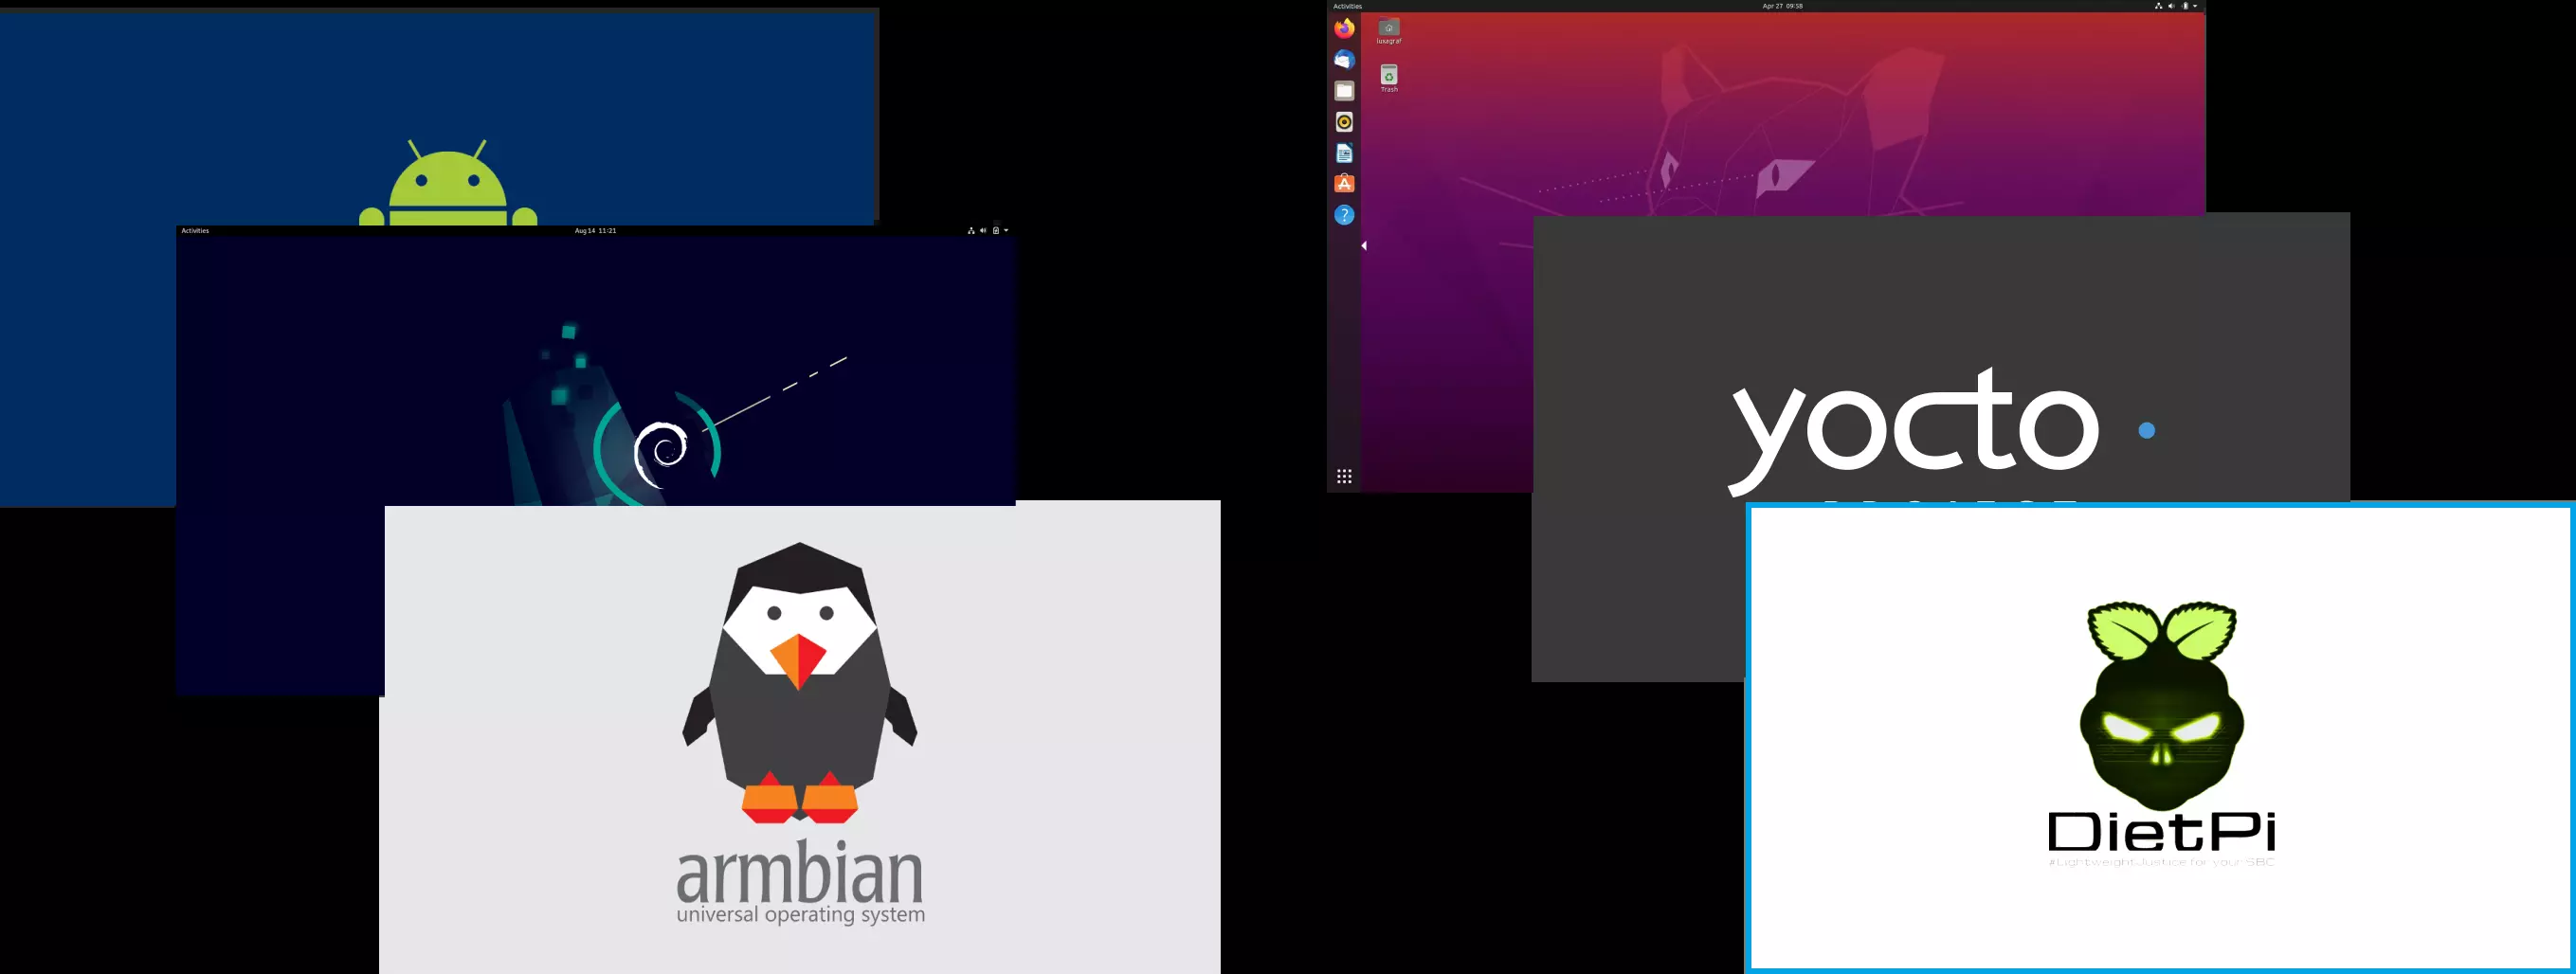 Activities
Aug 14 11:21
armbian
universal operating system
Activities
Apr 27 09:58
lusagraf
Trash
yocto
DietPi
#LightweightJustice for your SBC